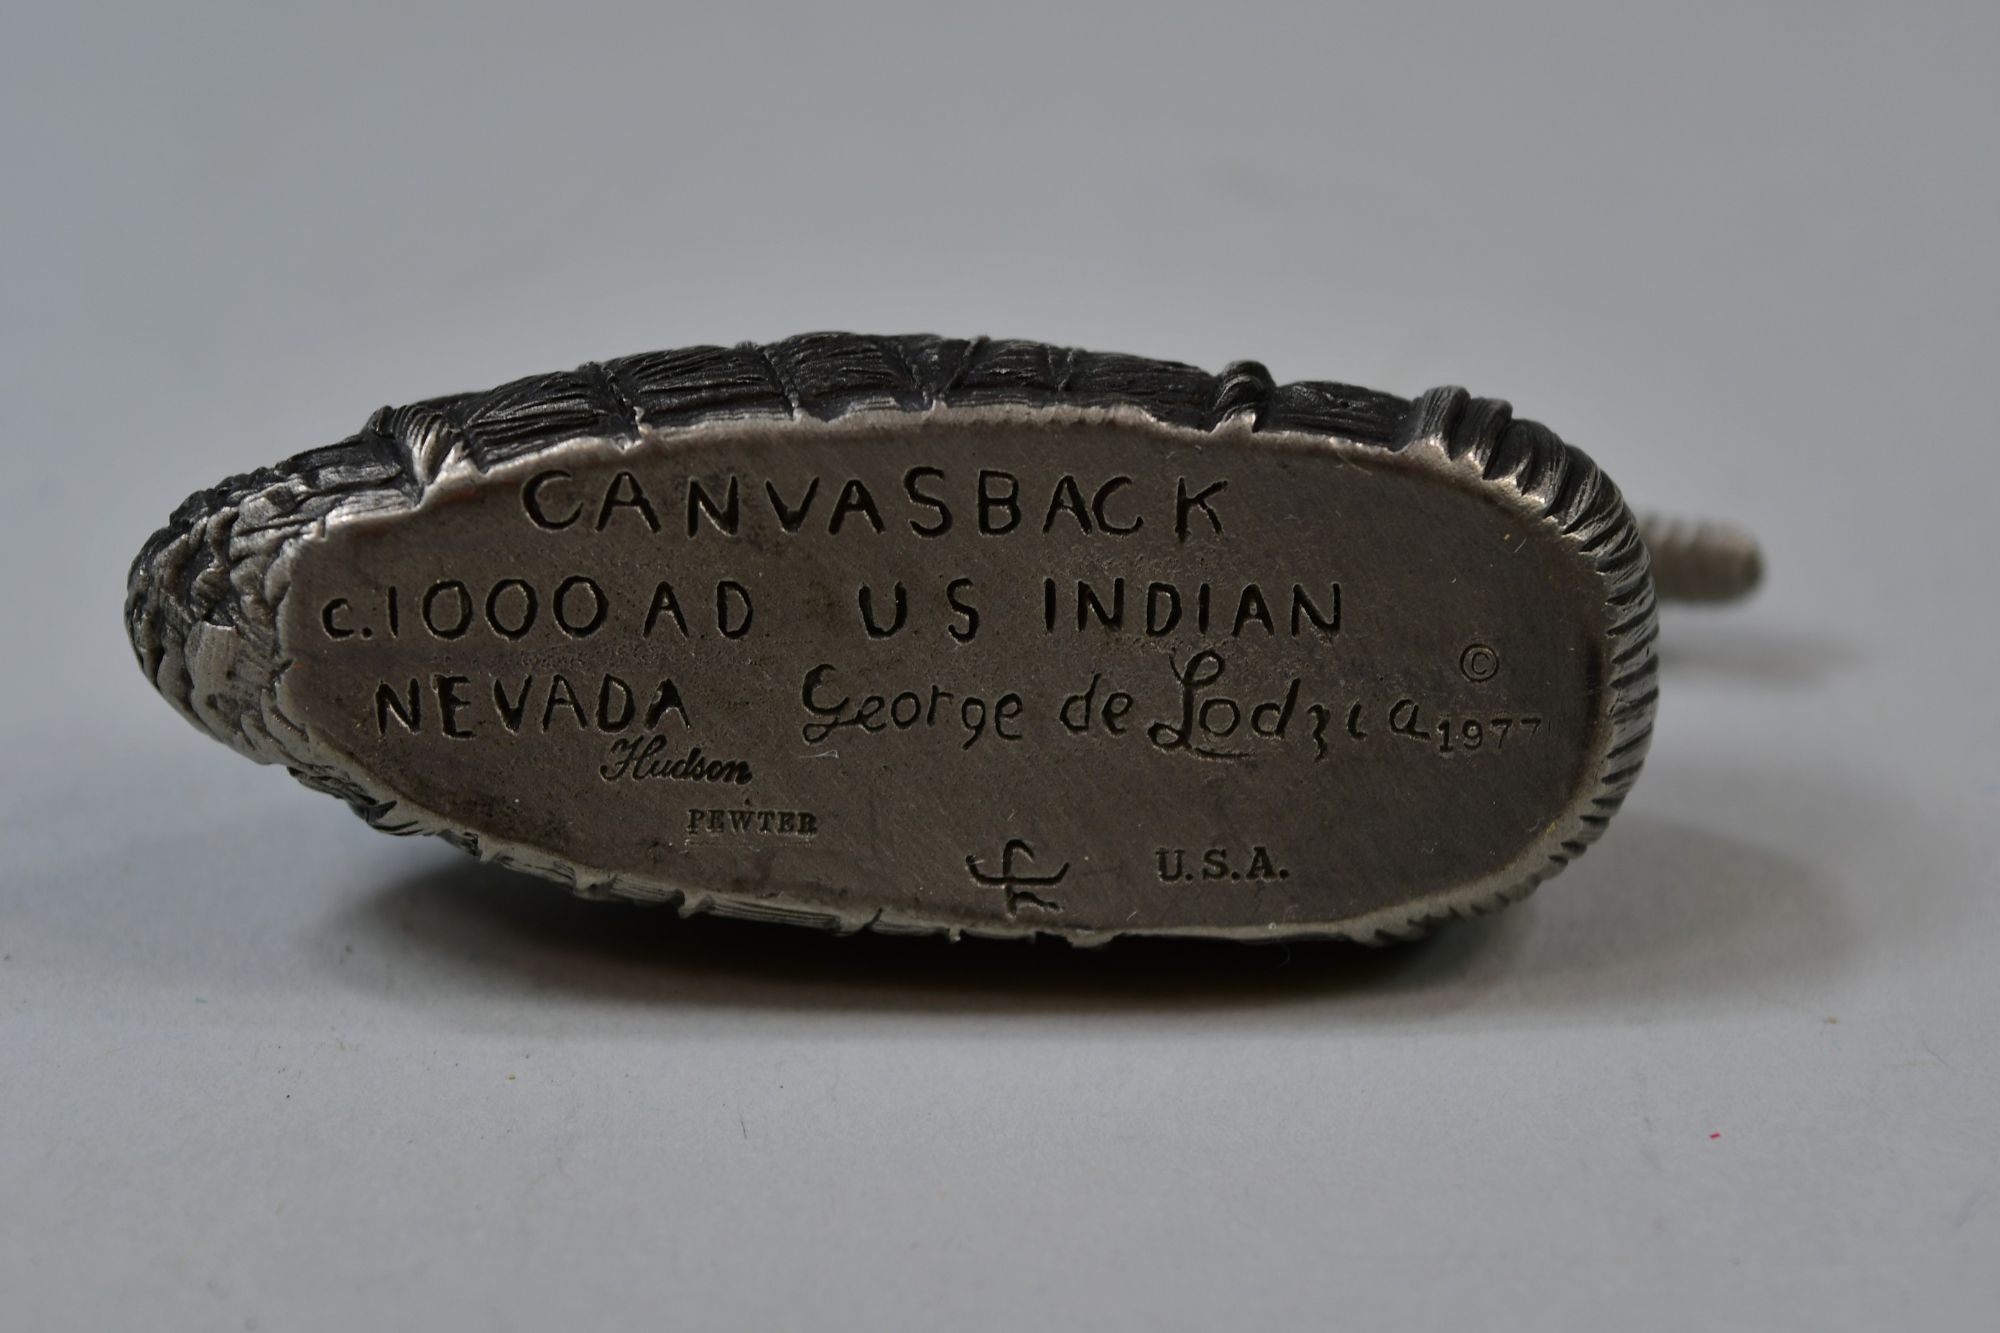 CANVASBACK
c.1000 AD US INDIAN
NEVADA George de Lodzia © 1977
Hudson
PEWTER
U.S.A.